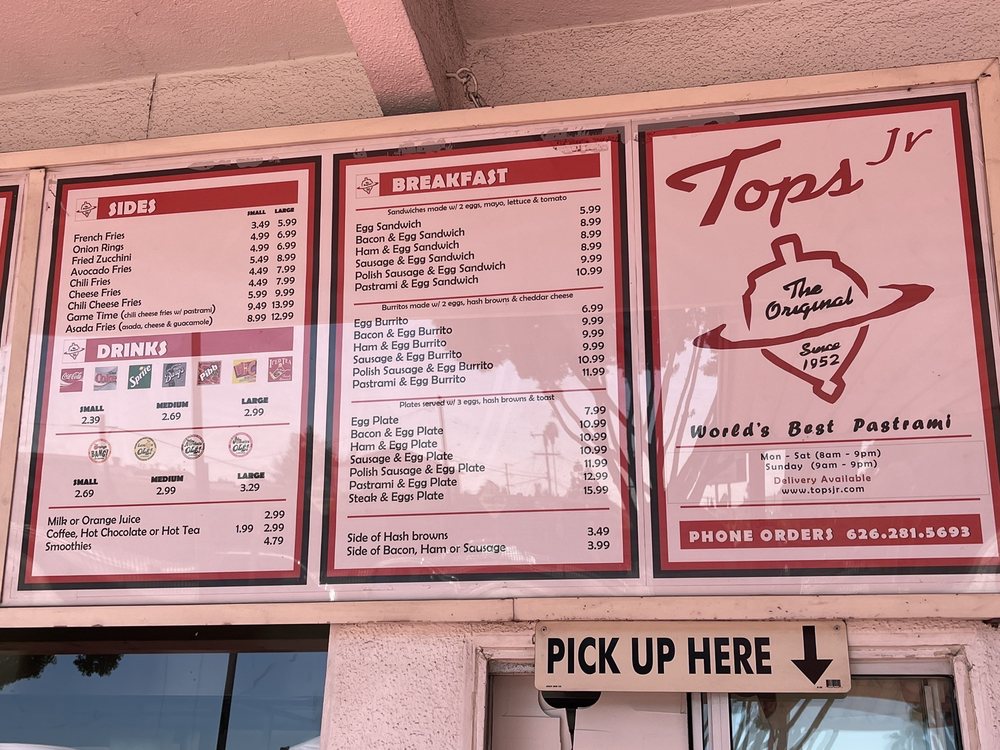 SIDES
SMALL LARGE
French Fries 3.49 5.99
Onion Rings 4.99 6.99
Fried Zucchini 4.99 6.99
Avocado Fries 5.49 8.99
Chili Fries 4.49 7.99
Cheese Fries 4.49 7.99
Chili Cheese Fries 5.99 9.99
Game Time (chili cheese fries w/ pastrami) 9.49 13.99
Asada Fries (asada, cheese & guacamole) 8.99 12.99
DRINKS
Coca-Cola Sprite Pibb
SMALL MEDIUM LARGE
2.39 2.69 2.99
SMALL MEDIUM LARGE
2.69 2.99 3.29
Milk or Orange Juice 2.99
Coffee, Hot Chocolate or Hot Tea 1.99 2.99
Smoothies 4.79
BREAKFAST
Sandwiches made w/ 2 eggs, mayo, lettuce & tomato
Egg Sandwich 5.99
Bacon & Egg Sandwich 8.99
Ham & Egg Sandwich 8.99
Sausage & Egg Sandwich 8.99
Polish Sausage & Egg Sandwich 9.99
Pastrami & Egg Sandwich 10.99
Burritos made w/ 2 eggs, hash browns & cheddar cheese
Egg Burrito 6.99
Bacon & Egg Burrito 9.99
Ham & Egg Burrito 9.99
Sausage & Egg Burrito 9.99
Polish Sausage & Egg Burrito 10.99
Pastrami & Egg Burrito 11.99
Plates served w/ 3 eggs, hash browns & toast
Egg Plate 7.99
Bacon & Egg Plate 10.99
Ham & Egg Plate 10.99
Sausage & Egg Plate 10.99
Polish Sausage & Egg Plate 11.99
Pastrami & Egg Plate 12.99
Steak & Eggs Plate 15.99
Side of Hash browns 3.49
Side of Bacon, Ham or Sausage 3.99
Tops Jr
The
Original
Since
1952
World's Best Pastrami
Mon - Sat (8am - 9pm)
Sunday (9am - 9pm)
Delivery Available
www.topsjr.com
PHONE ORDERS 626.281.5693
PICK UP HERE